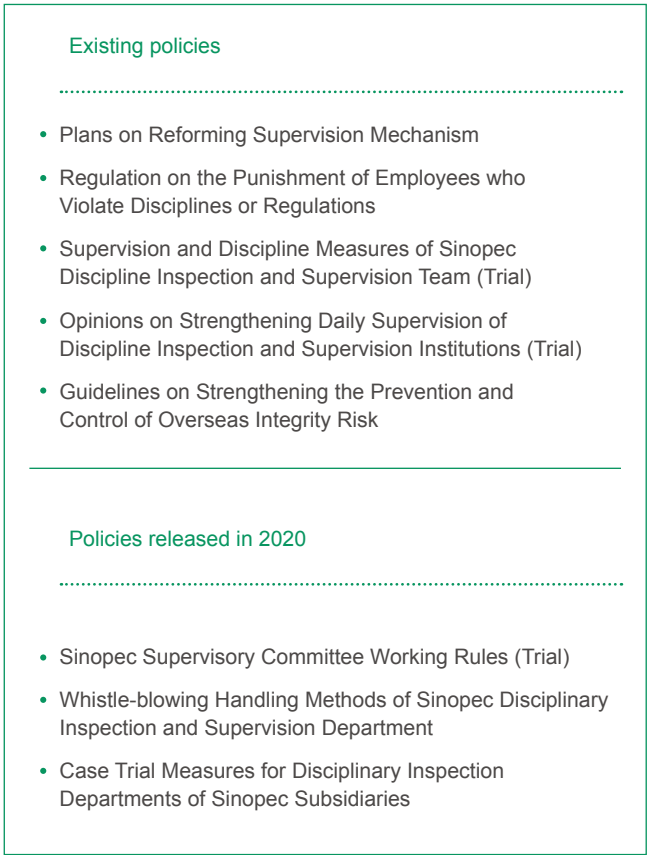 Existing policies
• Plans on Reforming Supervision Mechanism
• Regulation on the Punishment of Employees who
Violate Disciplines or Regulations
• Supervision and Discipline Measures of Sinopec
Discipline Inspection and Supervision Team (Trial)
• Opinions on Strengthening Daily Supervision of
Discipline Inspection and Supervision Institutions (Trial)
• Guidelines on Strengthening the Prevention and
Control of Overseas Integrity Risk
Policies released in 2020
• Sinopec Supervisory Committee Working Rules (Trial)
• Whistle-blowing Handling Methods of Sinopec Disciplinary
Inspection and Supervision Department
• Case Trial Measures for Disciplinary Inspection
Departments of Sinopec Subsidiaries